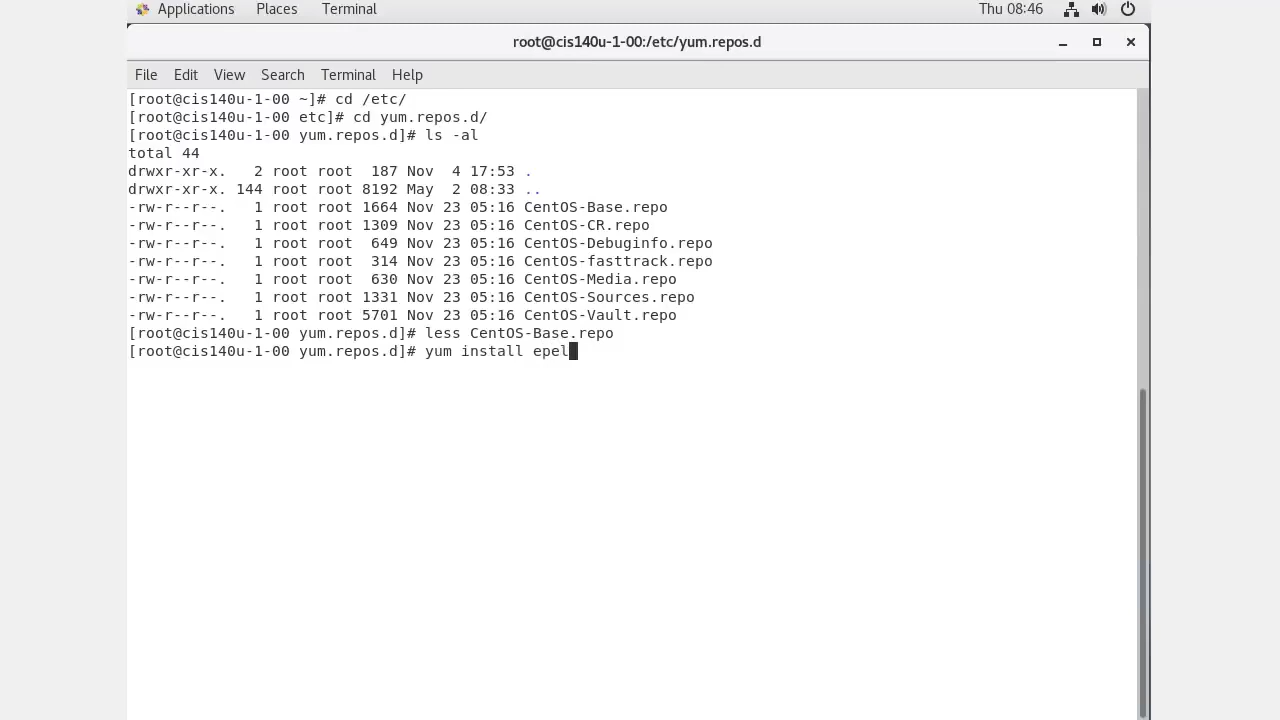 Applications Places Terminal Thu 08:46
root@cis140u-1-00:/etc/yum.repos.d
File Edit View Search Terminal Help
[root@cis140u-1-00 ~]# cd /etc/
[root@cis140u-1-00 etc]# cd yum.repos.d/
[root@cis140u-1-00 yum.repos.d]# ls -al
total 44
drwxr-xr-x.   2 root root  187 Nov  4 17:53 .
drwxr-xr-x. 144 root root 8192 May  2 08:33 ..
-rw-r--r--.   1 root root 1664 Nov 23 05:16 CentOS-Base.repo
-rw-r--r--.   1 root root 1309 Nov 23 05:16 CentOS-CR.repo
-rw-r--r--.   1 root root  649 Nov 23 05:16 CentOS-Debuginfo.repo
-rw-r--r--.   1 root root  314 Nov 23 05:16 CentOS-fasttrack.repo
-rw-r--r--.   1 root root  630 Nov 23 05:16 CentOS-Media.repo
-rw-r--r--.   1 root root 1331 Nov 23 05:16 CentOS-Sources.repo
-rw-r--r--.   1 root root 5701 Nov 23 05:16 CentOS-Vault.repo
[root@cis140u-1-00 yum.repos.d]# less CentOS-Base.repo
[root@cis140u-1-00 yum.repos.d]# yum install epel